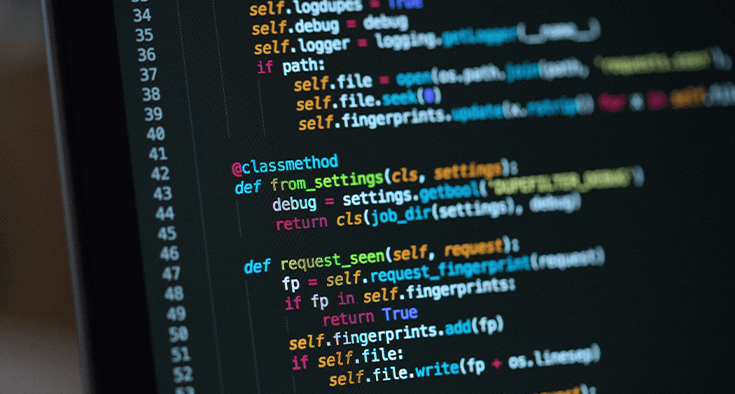 34 self.logdupes = True
35 self.debug = debug
36 self.logger = logging.getLogger(__name__)
37 if path:
38 self.file = open(os.path.join(path, 'requests.seen'),
39 self.file.seek(0)
40 self.fingerprints.update(x.rstrip() for x in self.file
41
42 @classmethod
43 def from_settings(cls, settings):
44 debug = settings.getbool('DUPEFILTER_DEBUG')
45 return cls(job_dir(settings), debug)
46
47 def request_seen(self, request):
48 fp = self.request_fingerprint(request)
49 if fp in self.fingerprints:
50 return True
51 self.fingerprints.add(fp)
52 if self.file:
self.file.write(fp + os.linesep)